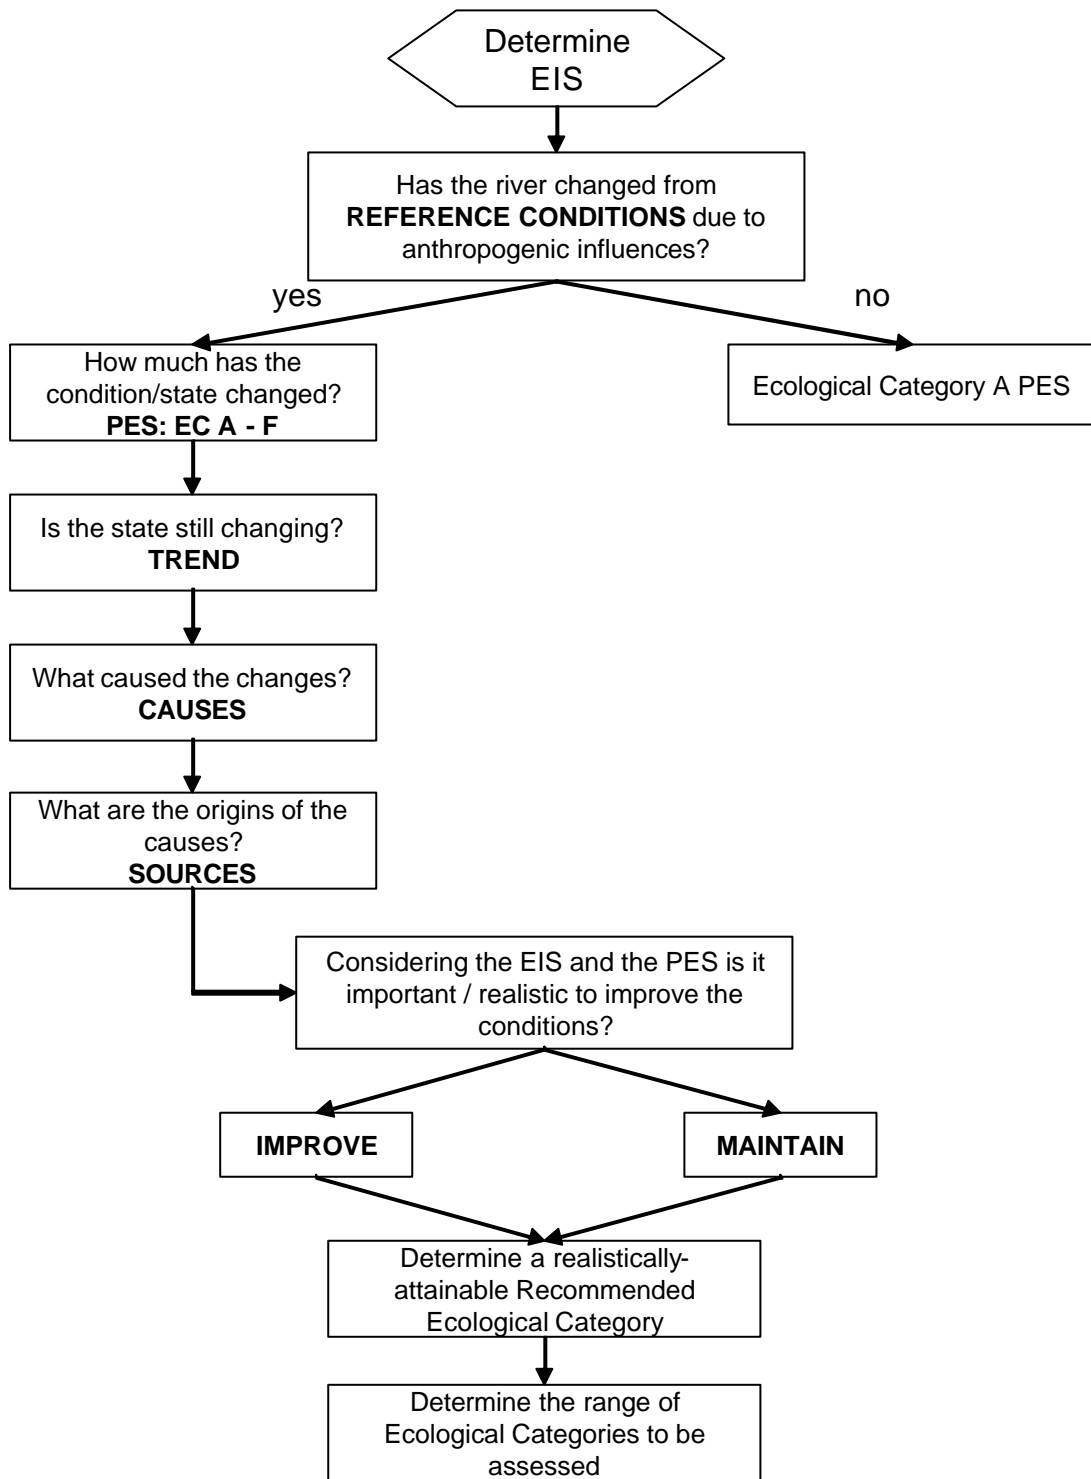 Determine
EIS
Has the river changed from
REFERENCE CONDITIONS due to
anthropogenic influences?
yes
no
How much has the
condition/state changed?
PES: EC A - F
Ecological Category A PES
Is the state still changing?
TREND
What caused the changes?
CAUSES
What are the origins of the
causes?
SOURCES
Considering the EIS and the PES is it
important / realistic to improve the
conditions?
IMPROVE
MAINTAIN
Determine a realistically-
attainable Recommended
Ecological Category
Determine the range of
Ecological Categories to be
assessed